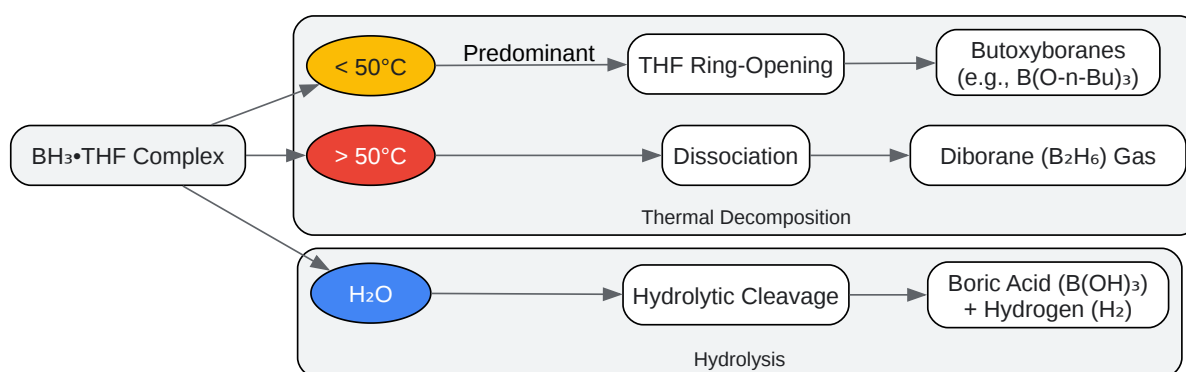 BH₃•THF Complex
< 50°C
Predominant
THF Ring-Opening
Butoxyboranes
(e.g., B(O-n-Bu)₃)
> 50°C
Dissociation
Diborane (B₂H₆) Gas
Thermal Decomposition
H₂O
Hydrolytic Cleavage
Boric Acid (B(OH)₃)
+ Hydrogen (H₂)
Hydrolysis